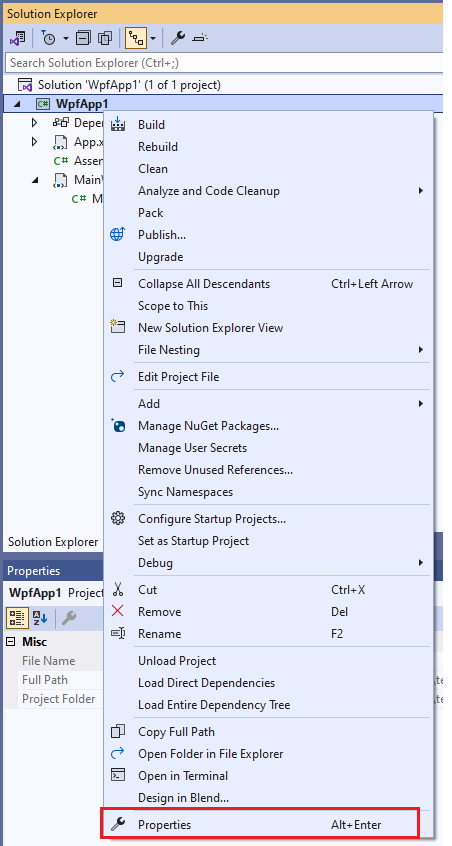 Solution Explorer
Search Solution Explorer (Ctrl+;)
Solution 'WpfApp1' (1 of 1 project)
C# WpfApp1
Build
Rebuild
C# Clean
Analyze and Code Cleanup
C# Pack
Publish...
Upgrade
Collapse All Descendants Ctrl+Left Arrow
Scope to This
New Solution Explorer View
File Nesting
Edit Project File
Add
Manage NuGet Packages...
Manage User Secrets
Remove Unused References...
Sync Namespaces
Configure Startup Projects...
Solution Explorer
Set as Startup Project
Debug
Properties
WpfApp1
Cut Ctrl+X
Remove Del
Rename F2
Misc
File Name
Unload Project
Full Path
Load Direct Dependencies
Project Folder
Load Entire Dependency Tree
Copy Full Path
Open Folder in File Explorer
Open in Terminal
Design in Blend...
Properties Alt+Enter